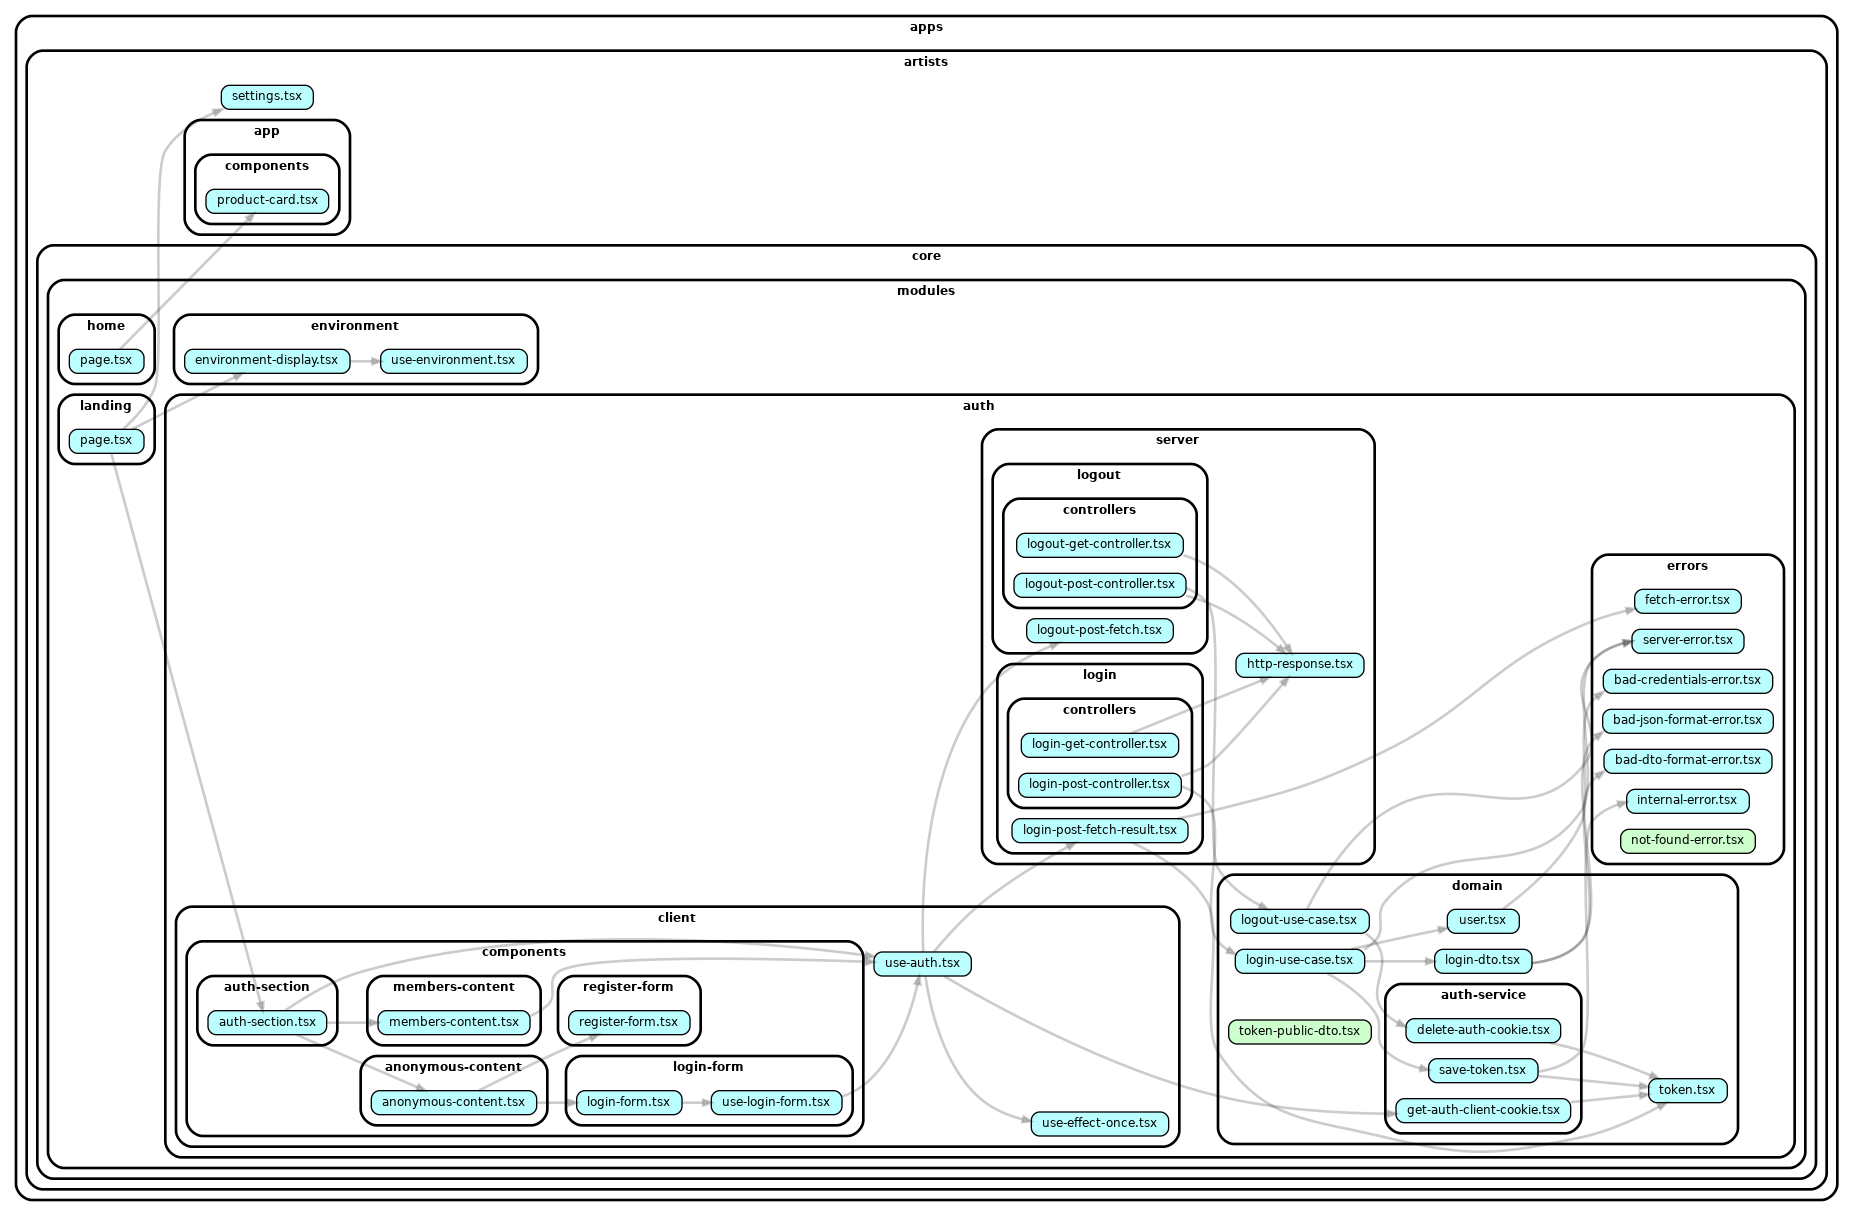 apps
artists
settings.tsx
app
components
product-card.tsx
core
modules
home
page.tsx
environment
environment-display.tsx
use-environment.tsx
landing
page.tsx
auth
server
logout
controllers
logout-get-controller.tsx
logout-post-controller.tsx
logout-post-fetch.tsx
http-response.tsx
login
controllers
login-get-controller.tsx
login-post-controller.tsx
login-post-fetch-result.tsx
errors
fetch-error.tsx
server-error.tsx
bad-credentials-error.tsx
bad-json-format-error.tsx
bad-dto-format-error.tsx
internal-error.tsx
not-found-error.tsx
domain
logout-use-case.tsx
user.tsx
login-use-case.tsx
login-dto.tsx
auth-service
token-public-dto.tsx
delete-auth-cookie.tsx
save-token.tsx
get-auth-client-cookie.tsx
token.tsx
client
components
use-auth.tsx
auth-section
auth-section.tsx
members-content
members-content.tsx
register-form
register-form.tsx
anonymous-content
anonymous-content.tsx
login-form
login-form.tsx
use-login-form.tsx
use-effect-once.tsx